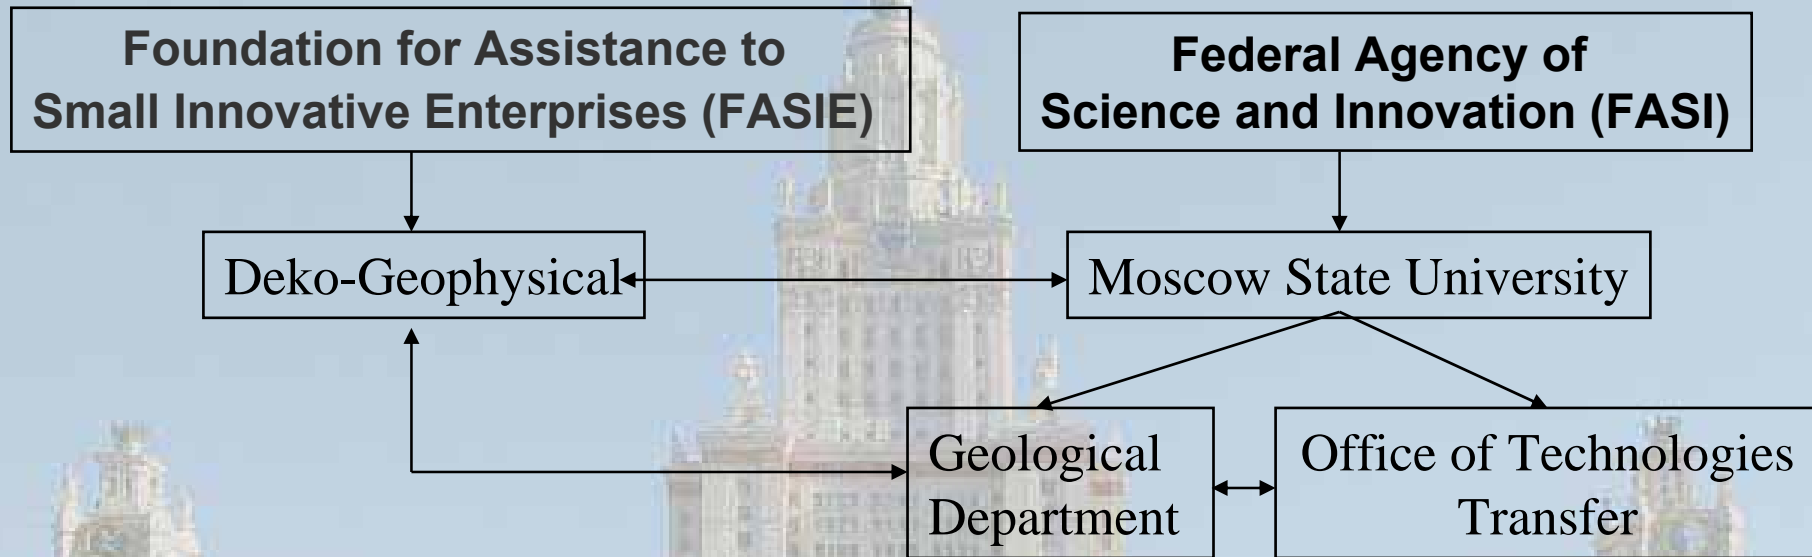 Foundation for Assistance to
Small Innovative Enterprises (FASIE)
Federal Agency of
Science and Innovation (FASI)
Deko-Geophysical
Moscow State University
Geological
Department
Office of Technologies
Transfer